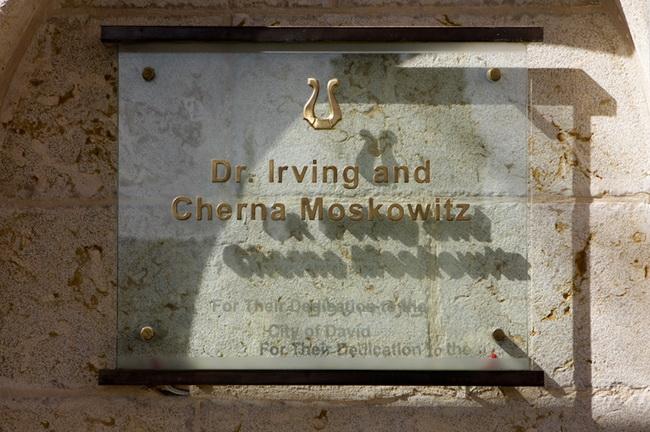 Dr. Irving and
Cherna Moskowitz
For Their Dedication to the
City of David